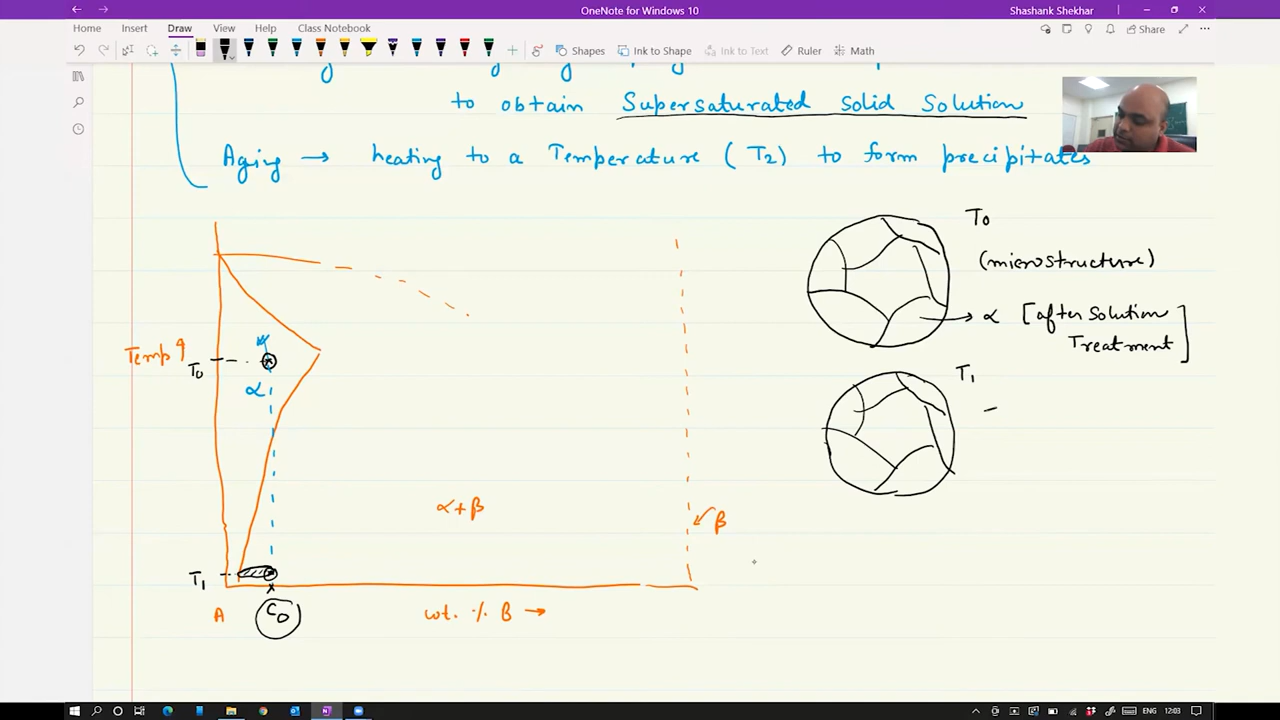 OneNote for Windows 10
Shashank Shekhar
Home Insert Draw View Help Class Notebook
Share
Shapes
Ink to Shape
Ink to Text
Ruler
Math
to obtain Supersaturated solid Solution
Aging → heating to a Temperature (T2) to form precipitates
T0
(microstructure)
→ α [after Solution Treatment]
T1
Temp
T0
α
α+β
β
T1
A
C0
wt. % B →
ENG 12:03